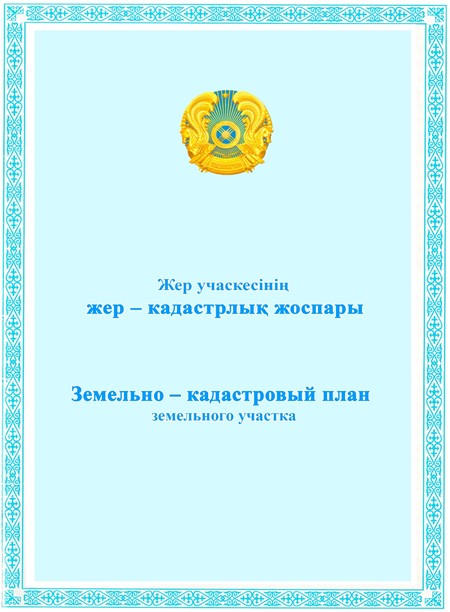 Жер учаскесінің
жер – кадастрлық жоспары
Земельно – кадастровый план
земельного участка